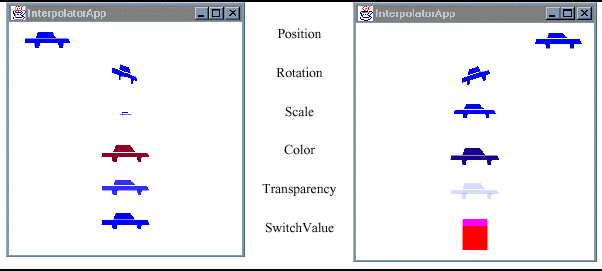 InterpolatorApp
InterpolatorApp
Position
Rotation
Scale
Color
Transparency
SwitchValue